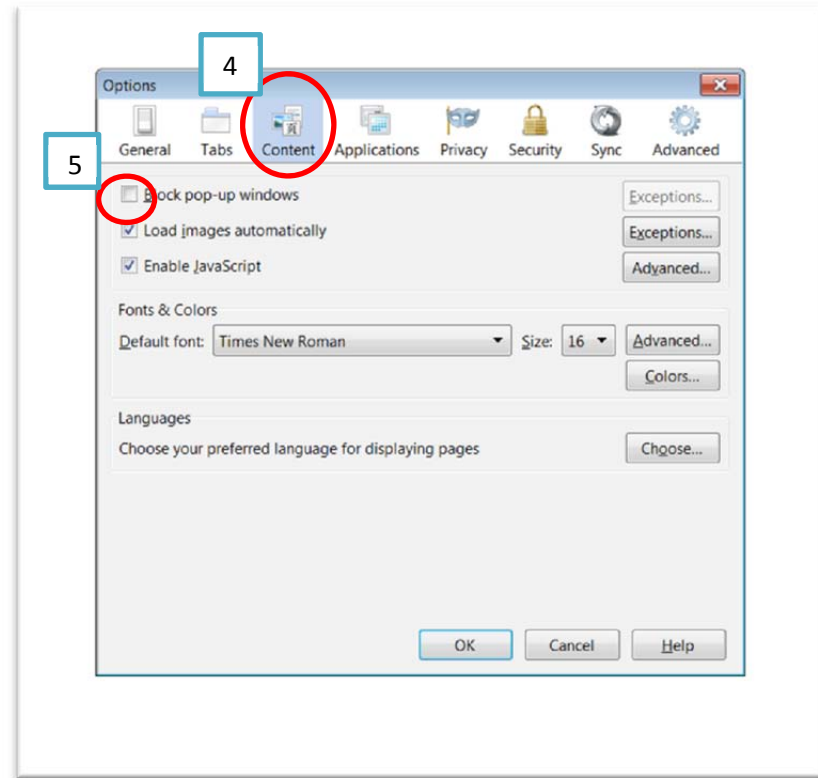 4
Options
General Tabs Content Applications Privacy Security Sync Advanced
5
Block pop-up windows Exceptions...
Load images automatically Exceptions...
Enable JavaScript Advanced...
Fonts & Colors
Default font: Times New Roman Size: 16 Advanced...
Colors...
Languages
Choose your preferred language for displaying pages Choose...
OK Cancel Help